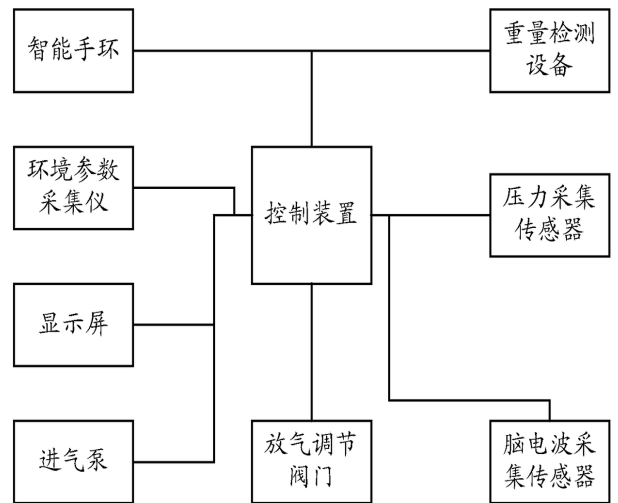 智能手环
重量检测
设备
环境参数
采集仪
控制装置
压力采集
传感器
显示屏
进气泵
放气调节
阀门
脑电波采
集传感器